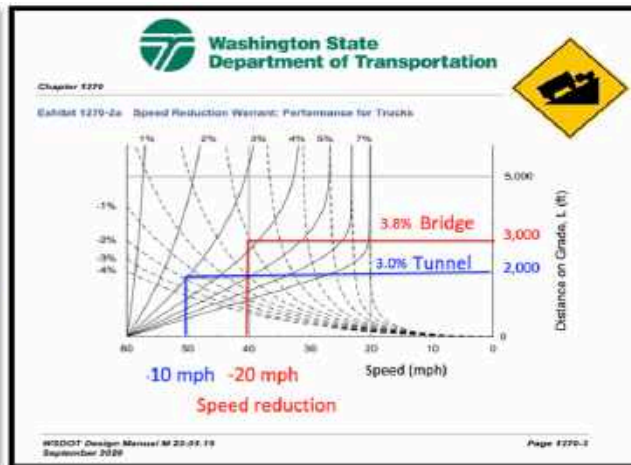 Washington State
Department of Transportation
Chapter 1270
Exhibit 1270-2a Speed Reduction Warrant: Performance for Trucks
1% 2% 3% 4% 5% 7%
5,000
-1%
3.8% Bridge 3,000
-2%
-3% 3.0% Tunnel 2,000
-4%
Distance on Grade, L (ft)
0
60 50 40 30 20 10 0
-10 mph -20 mph Speed (mph)
Speed reduction
WSDOT Design Manual M 22-01.19 Page 1270-3
September 2020